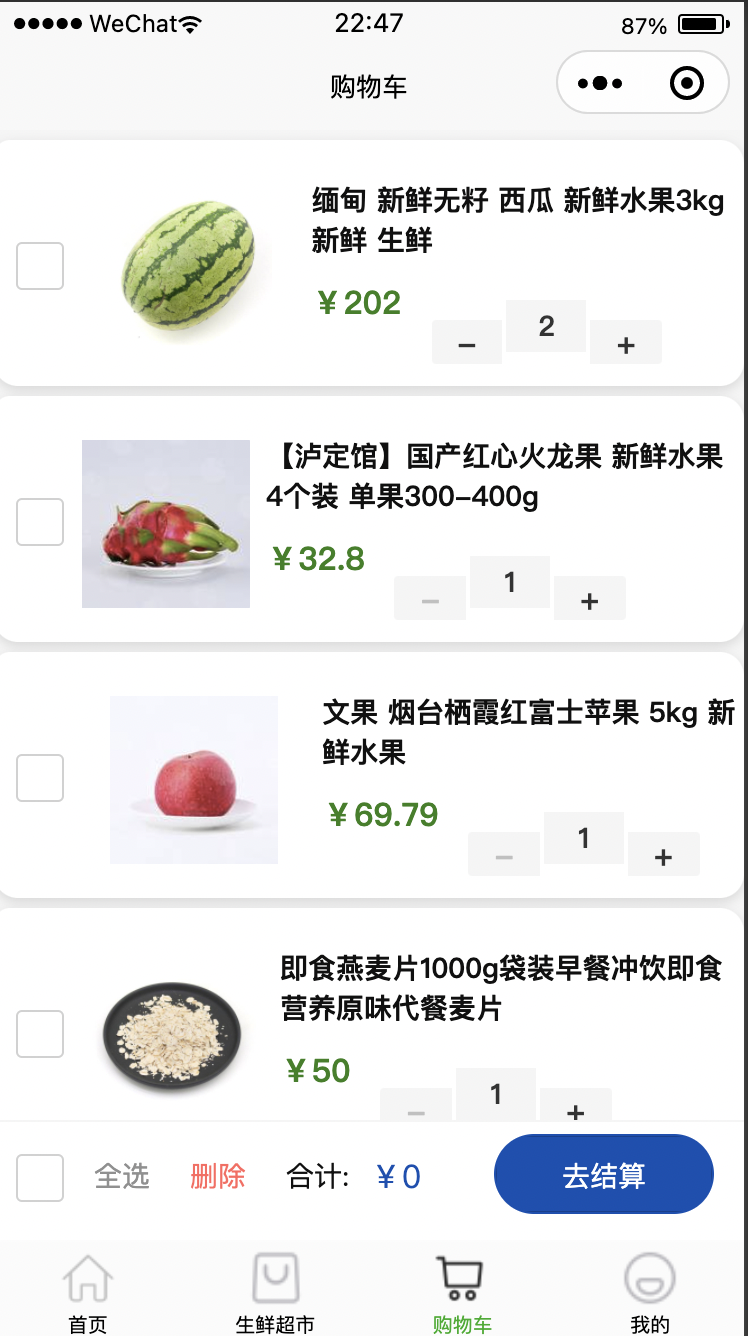 WeChat 22:47 87%
购物车
缅甸 新鲜无籽 西瓜 新鲜水果3kg
新鲜 生鲜
¥ 202
− 2 +
【泸定馆】国产红心火龙果 新鲜水果
4个装 单果300-400g
¥ 32.8
− 1 +
文果 烟台栖霞红富士苹果 5kg 新
鲜水果
¥ 69.79
− 1 +
即食燕麦片1000g袋装早餐冲饮即食
营养原味代餐麦片
¥ 50
− 1 +
全选 删除 合计: ¥ 0 去结算
首页 生鲜超市 购物车 我的